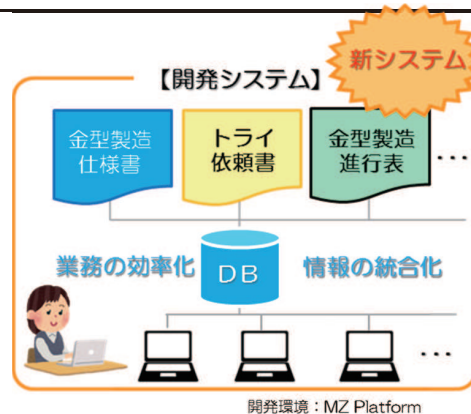 新システム
【開発システム】
金型製造
仕様書
トライ
依頼書
金型製造
進行表
…
業務の効率化
DB
情報の統合化
…
開発環境：MZ Platform